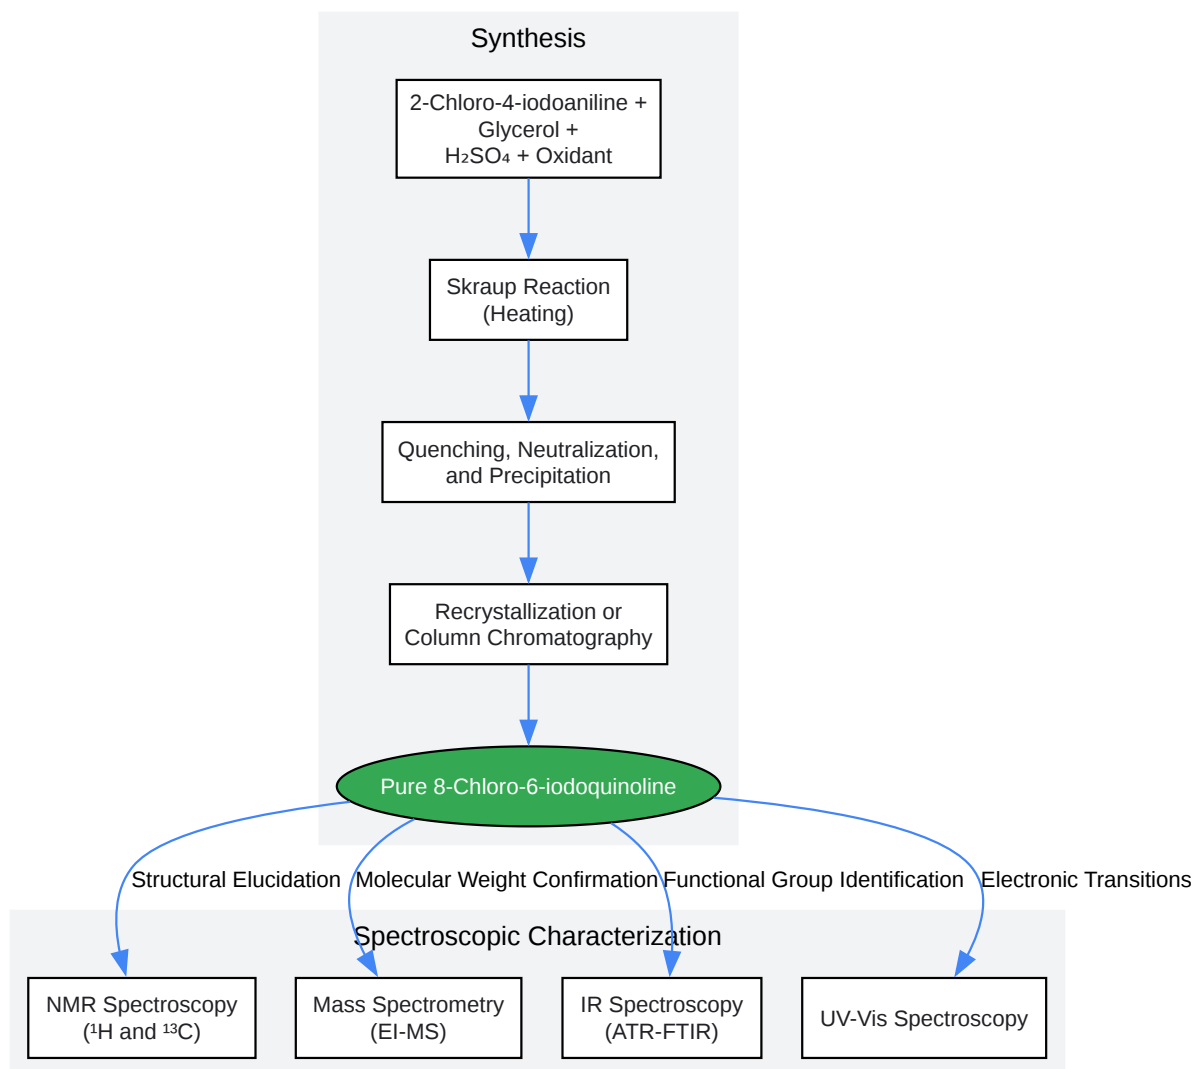 Synthesis
2-Chloro-4-iodoaniline +
Glycerol +
H₂SO₄ + Oxidant
Skraup Reaction
(Heating)
Quenching, Neutralization,
and Precipitation
Recrystallization or
Column Chromatography
Pure 8-Chloro-6-iodoquinoline
Structural Elucidation
Molecular Weight Confirmation
Functional Group Identification
Electronic Transitions
Spectroscopic Characterization
NMR Spectroscopy
(¹H and ¹³C)
Mass Spectrometry
(EI-MS)
IR Spectroscopy
(ATR-FTIR)
UV-Vis Spectroscopy